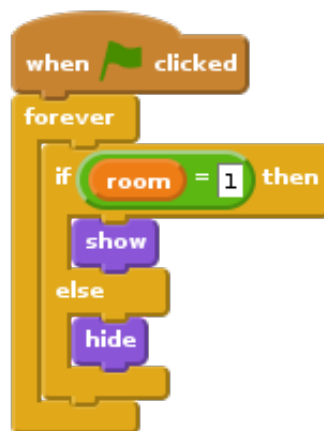 when clicked
forever
if room = 1 then
show
else
hide